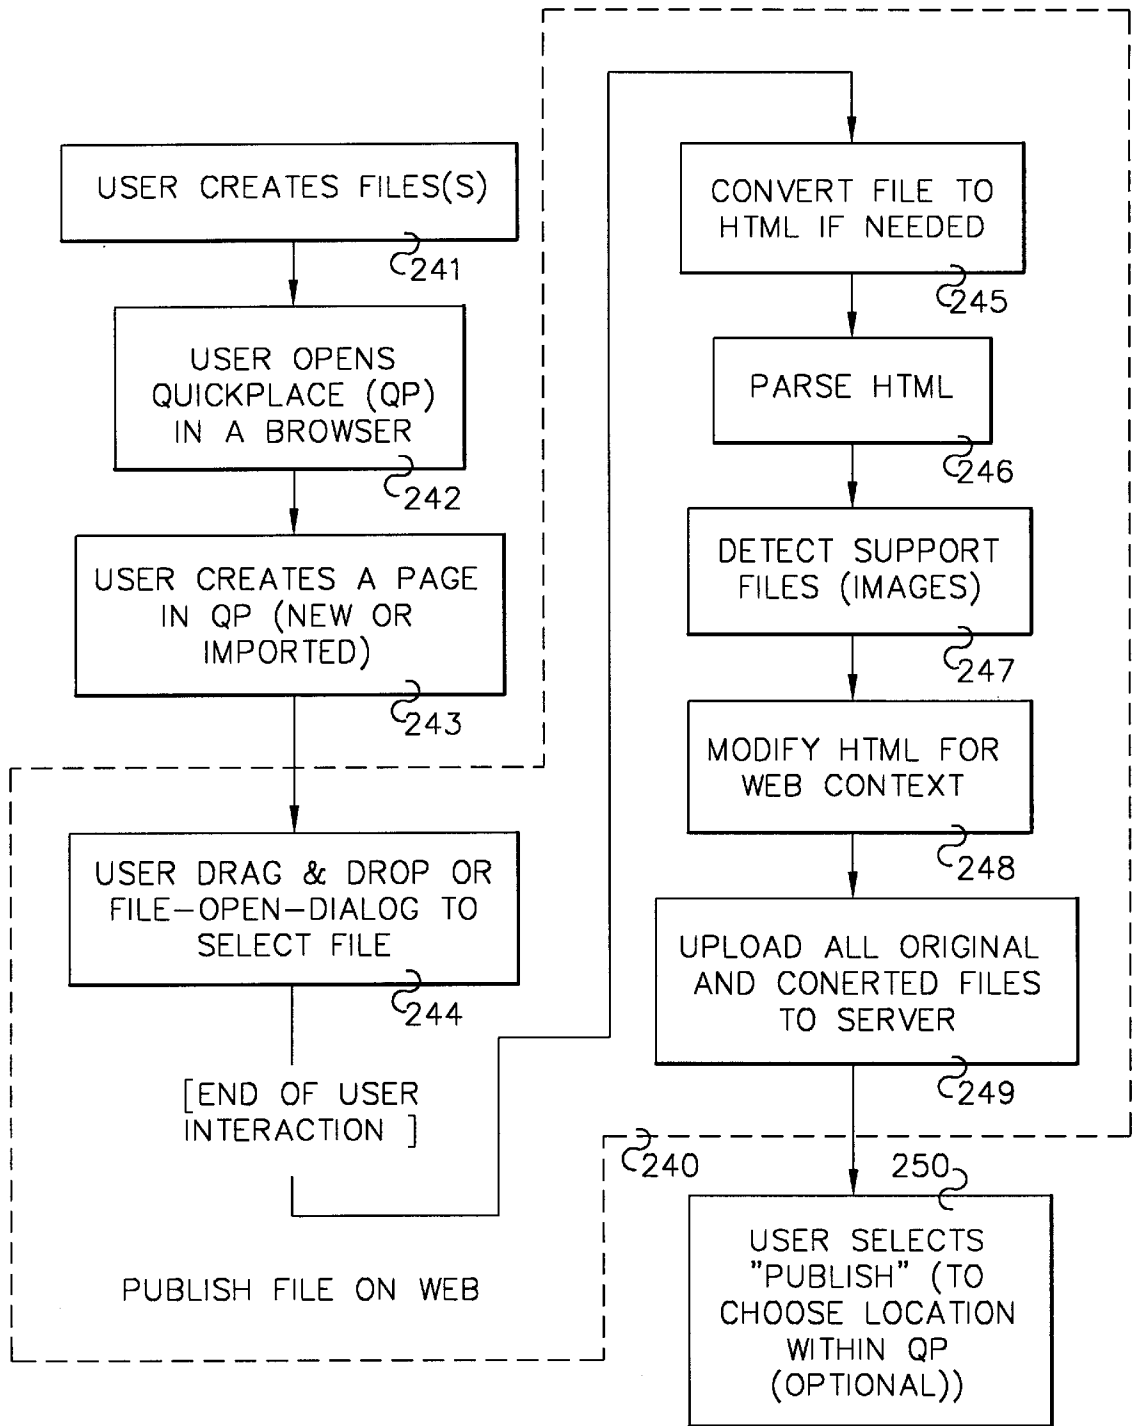 USER CREATES FILES(S)
241
USER OPENS
QUICKPLACE (QP)
IN A BROWSER
242
USER CREATES A PAGE
IN QP (NEW OR
IMPORTED)
243
USER DRAG & DROP OR
FILE-OPEN-DIALOG TO
SELECT FILE
244
[END OF USER
INTERACTION ]
PUBLISH FILE ON WEB
CONVERT FILE TO
HTML IF NEEDED
245
PARSE HTML
246
DETECT SUPPORT
FILES (IMAGES)
247
MODIFY HTML FOR
WEB CONTEXT
248
UPLOAD ALL ORIGINAL
AND CONERTED FILES
TO SERVER
249
240
250
USER SELECTS
"PUBLISH" (TO
CHOOSE LOCATION
WITHIN QP
(OPTIONAL))